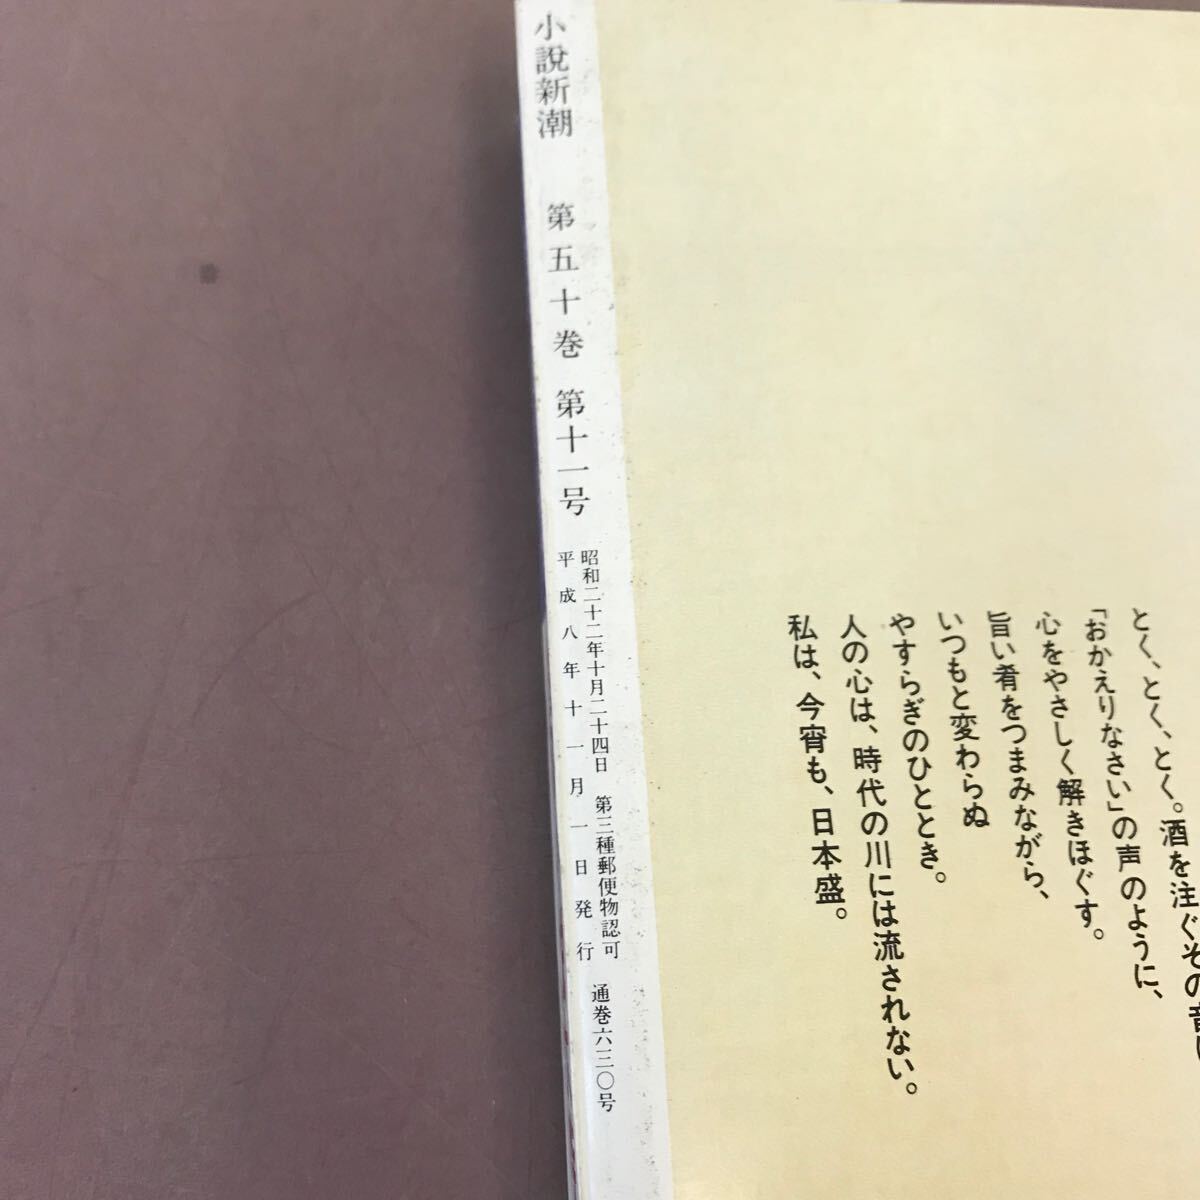 小説新潮 第五十巻 第十一号
昭和二十二年十月二十四日 第三種郵便物認可
平成八年十一月一日発行
通巻六三〇号
とく、とく、とく。酒を注ぐその音は
「おかえりなさい」の声のように、
心をやさしく解きほぐす。
旨い肴をつまみながら、
いつもと変わらぬ
やすらぎのひととき。
人の心は、時代の川には流されない。
私は、今宵も、日本盛。